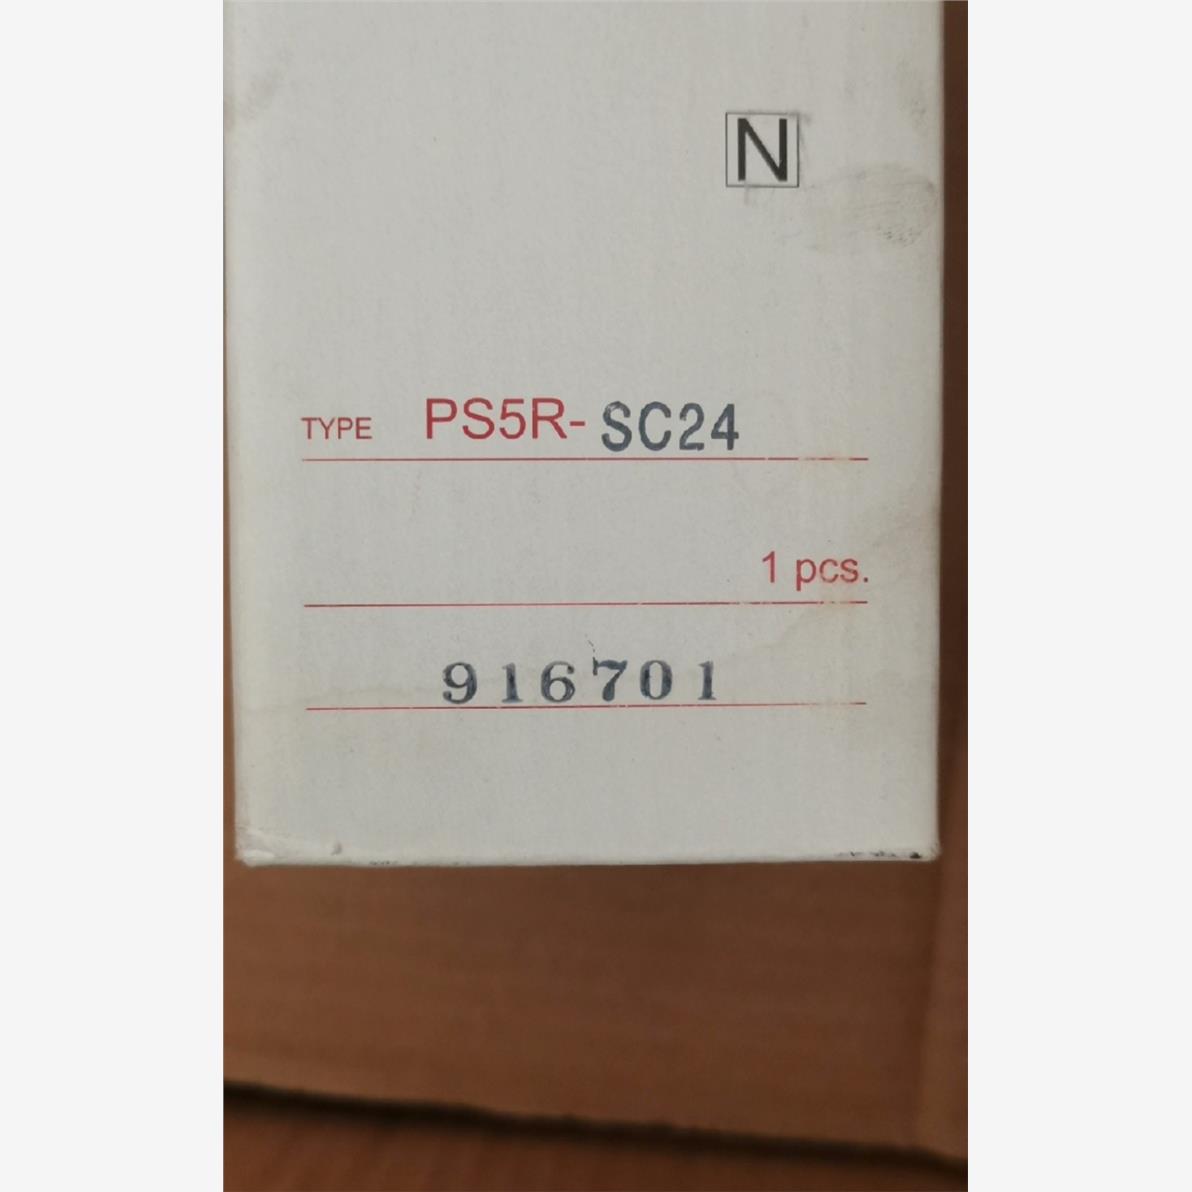 N
TYPE PS5R-SC24
1 pcs.
916701